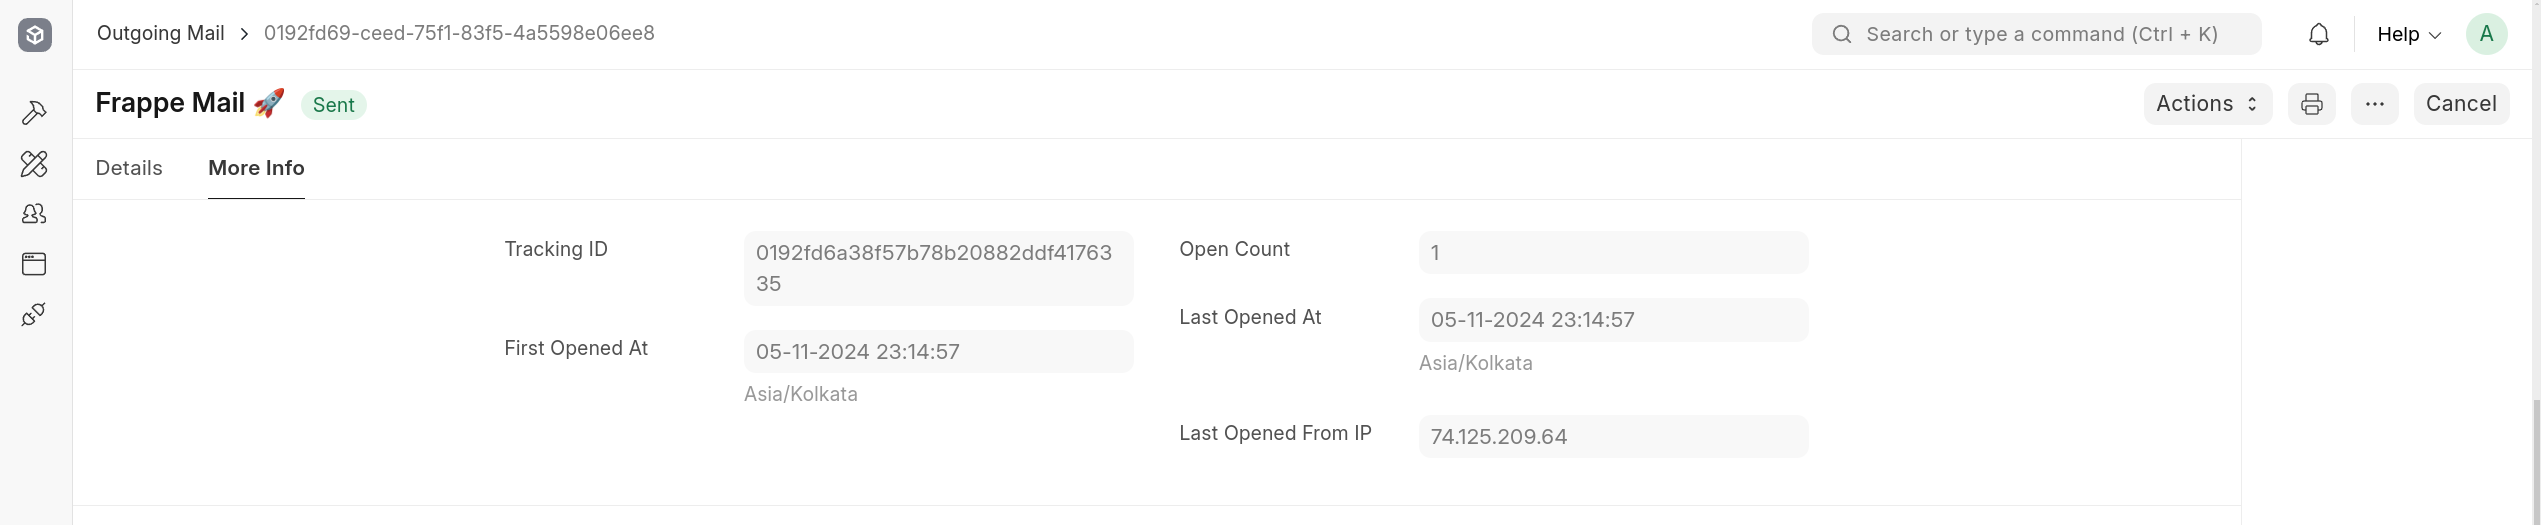 Outgoing Mail > 0192fd69-ceed-75f1-83f5-4a5598e06ee8
Search or type a command (Ctrl + K)
Help
A
Frappe Mail 🚀
Sent
Actions
Cancel
Details
More Info
Tracking ID
0192fd6a38f57b78b20882ddf41763
35
First Opened At
05-11-2024 23:14:57
Asia/Kolkata
Open Count
1
Last Opened At
05-11-2024 23:14:57
Asia/Kolkata
Last Opened From IP
74.125.209.64